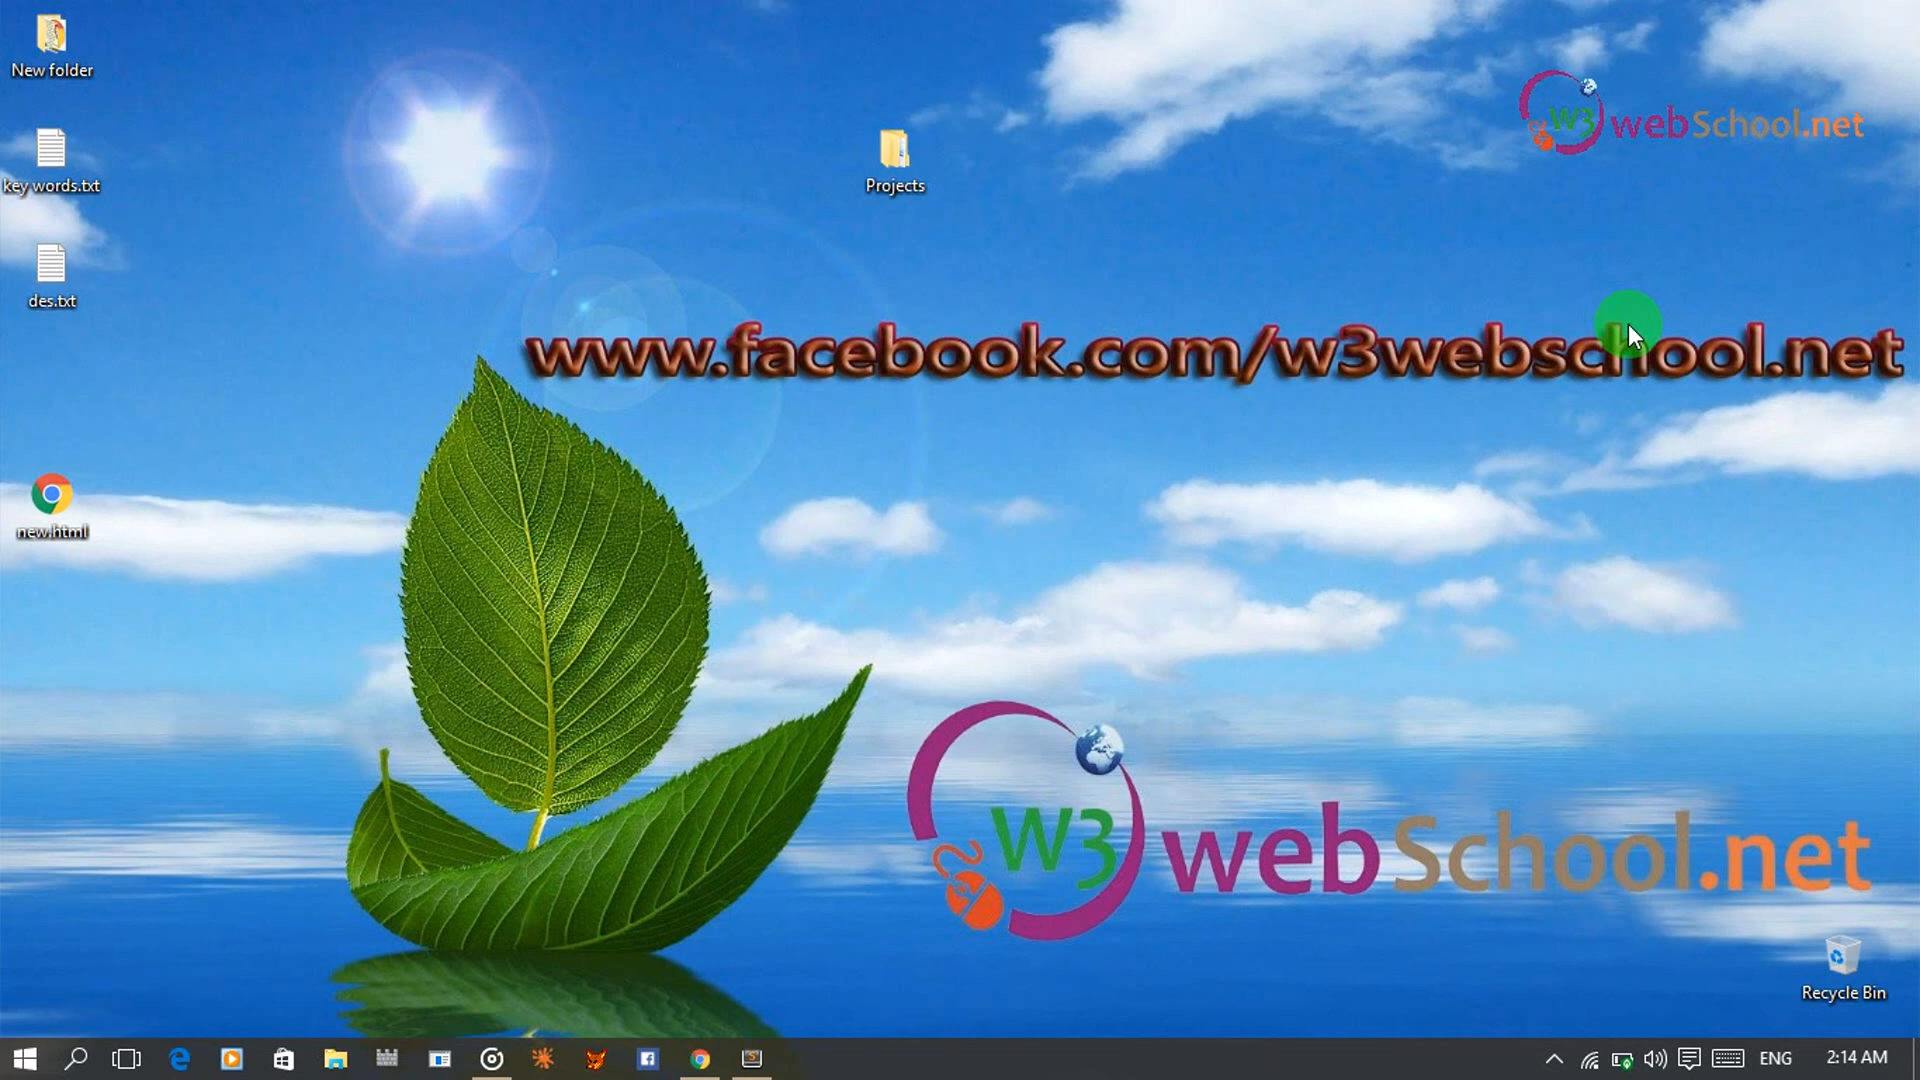 New folder
key words.txt
des.txt
new.html
Projects
W3 webSchool.net
www.facebook.com/w3webschool.net
W3 webSchool.net
Recycle Bin
ENG
2:14 AM